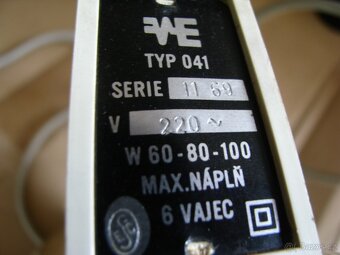 TYP 041
SERIE 11 69
V 220 ~
W 60-80-100
MAX. NÁPLŇ
6 VAJEC